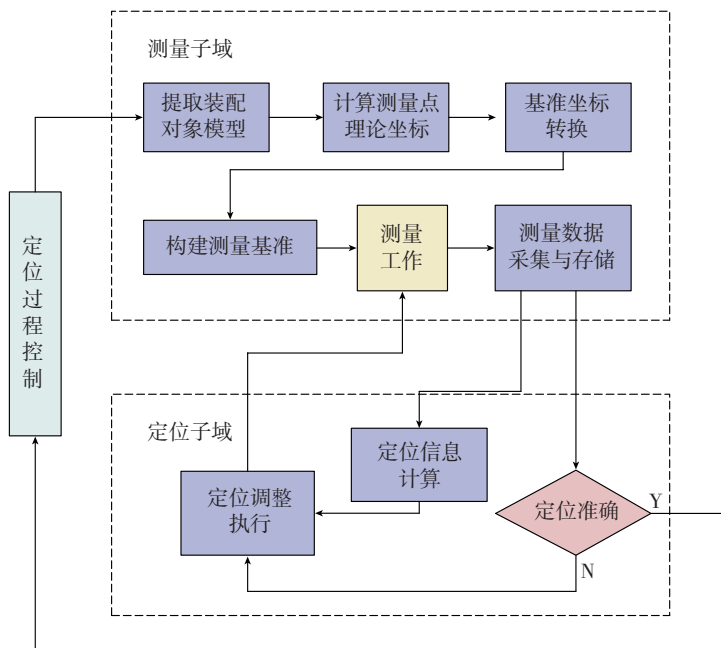 测量子域
提取装配
对象模型
计算测量点
理论坐标
基准坐标
转换
构建测量基准
测量
工作
测量数据
采集与存储
定位过程控制
定位子域
定位信息
计算
定位调整
执行
定位准确
Y
N